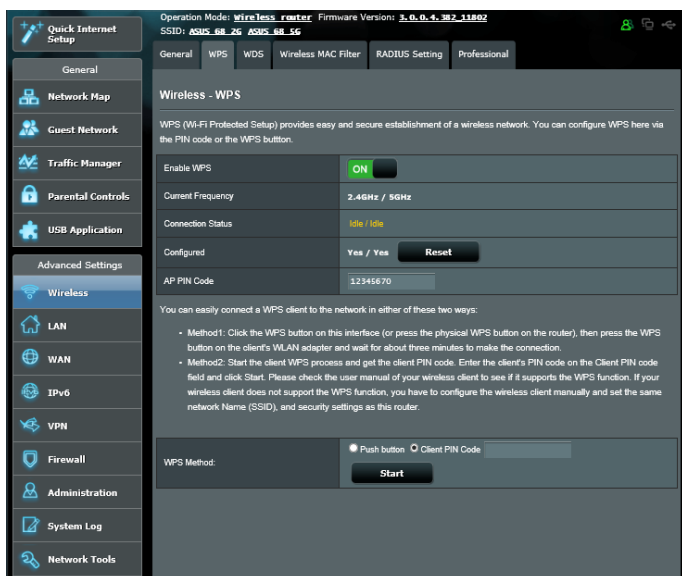 Quick Internet
Setup
General
Network Map
Guest Network
Traffic Manager
Parental Controls
USB Application
Advanced Settings
Wireless
LAN
WAN
IPv6
VPN
Firewall
Administration
System Log
Network Tools
Operation Mode: Wireless router Firmware Version: 3.0.0.4.382_11802
SSID: ASUS_68_2G ASUS_68_5G
General WPS WDS Wireless MAC Filter RADIUS Setting Professional
Wireless - WPS
WPS (Wi-Fi Protected Setup) provides easy and secure establishment of a wireless network. You can configure WPS here via
the PIN code or the WPS buttton.
Enable WPS ON
Current Frequency 2.4GHz / 5GHz
Connection Status Idle / Idle
Configured Yes / Yes Reset
AP PIN Code 12345670
You can easily connect a WPS client to the network in either of these two ways:
• Method1: Click the WPS button on this interface (or press the physical WPS button on the router), then press the WPS
button on the client's WLAN adapter and wait for about three minutes to make the connection.
• Method2: Start the client WPS process and get the client PIN code. Enter the client's PIN code on the Client PIN code
field and click Start. Please check the user manual of your wireless client to see if it supports the WPS function. If your
wireless client does not support the WPS function, you have to configure the wireless client manually and set the same
network Name (SSID), and security settings as this router.
WPS Method: Push button Client PIN Code
Start